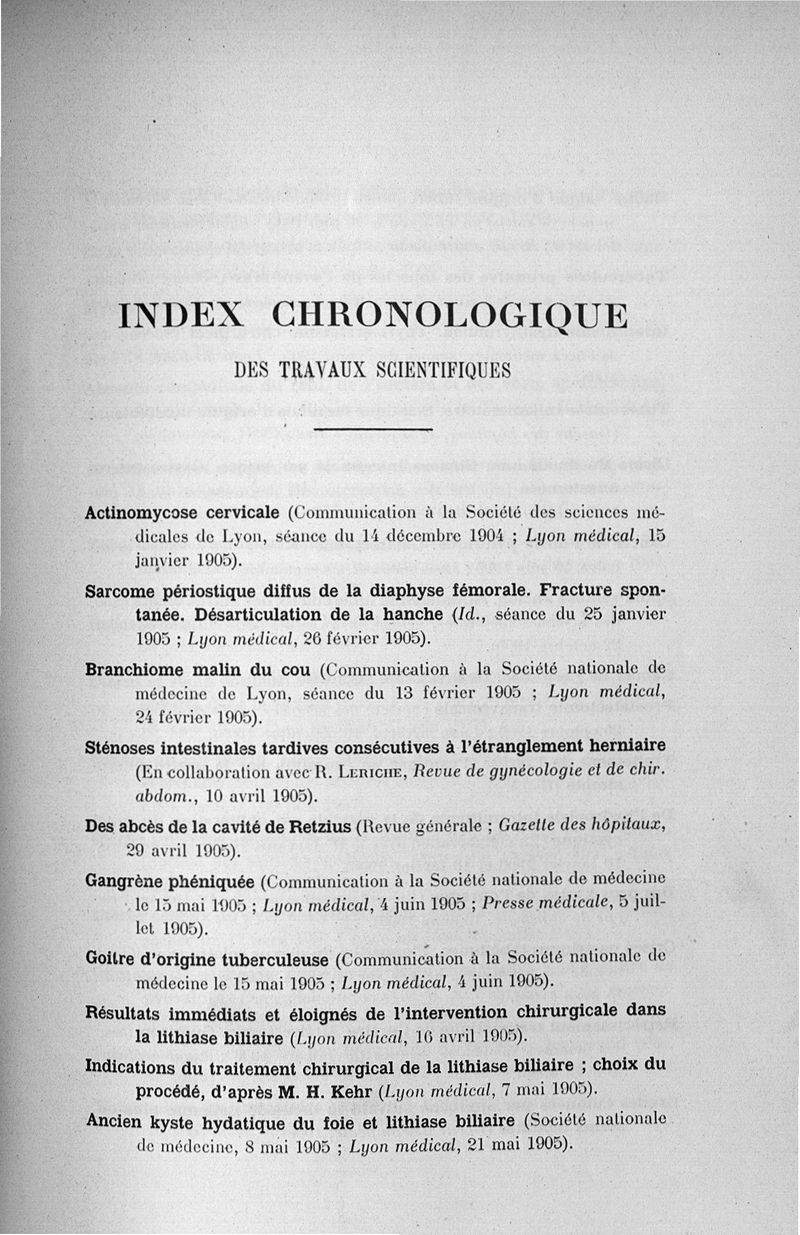 INDEX CHRONOLOGIQUE
DES TRAVAUX SCIENTIFIQUES
Actinomycose cervicale (Communication à la Société des sciences mé-
dicales de Lyon, séance du 14 décembre 1904 ; Lyon médical, 15
janvier 1905).
Sarcome périostique diffus de la diaphyse fémorale. Fracture spon-
tanée. Désarticulation de la hanche (Id., séance du 25 janvier
1905 ; Lyon médical, 26 février 1905).
Branchiome malin du cou (Communication à la Société nationale de
médecine de Lyon, séance du 13 février 1905 ; Lyon médical,
24 février 1905).
Sténoses intestinales tardives consécutives à l'étranglement herniaire
(En collaboration avec R. LERICHE, Revue de gynécologie et de chir.
abdom., 10 avril 1905).
Des abcès de la cavité de Retzius (Revue générale ; Gazette des hôpitaux,
29 avril 1905).
Gangrène phéniquée (Communication à la Société nationale de médecine
le 15 mai 1905 ; Lyon médical, 4 juin 1905 ; Presse médicale, 5 juil-
let 1905).
Goitre d'origine tuberculeuse (Communication à la Société nationale de
médecine le 15 mai 1905 ; Lyon médical, 4 juin 1905).
Résultats immédiats et éloignés de l'intervention chirurgicale dans
la lithiase biliaire (Lyon médical, 16 avril 1905).
Indications du traitement chirurgical de la lithiase biliaire ; choix du
procédé, d'après M. H. Kehr (Lyon médical, 7 mai 1905).
Ancien kyste hydatique du foie et lithiase biliaire (Société nationale
de médecine, 8 mai 1905 ; Lyon médical, 21 mai 1905).